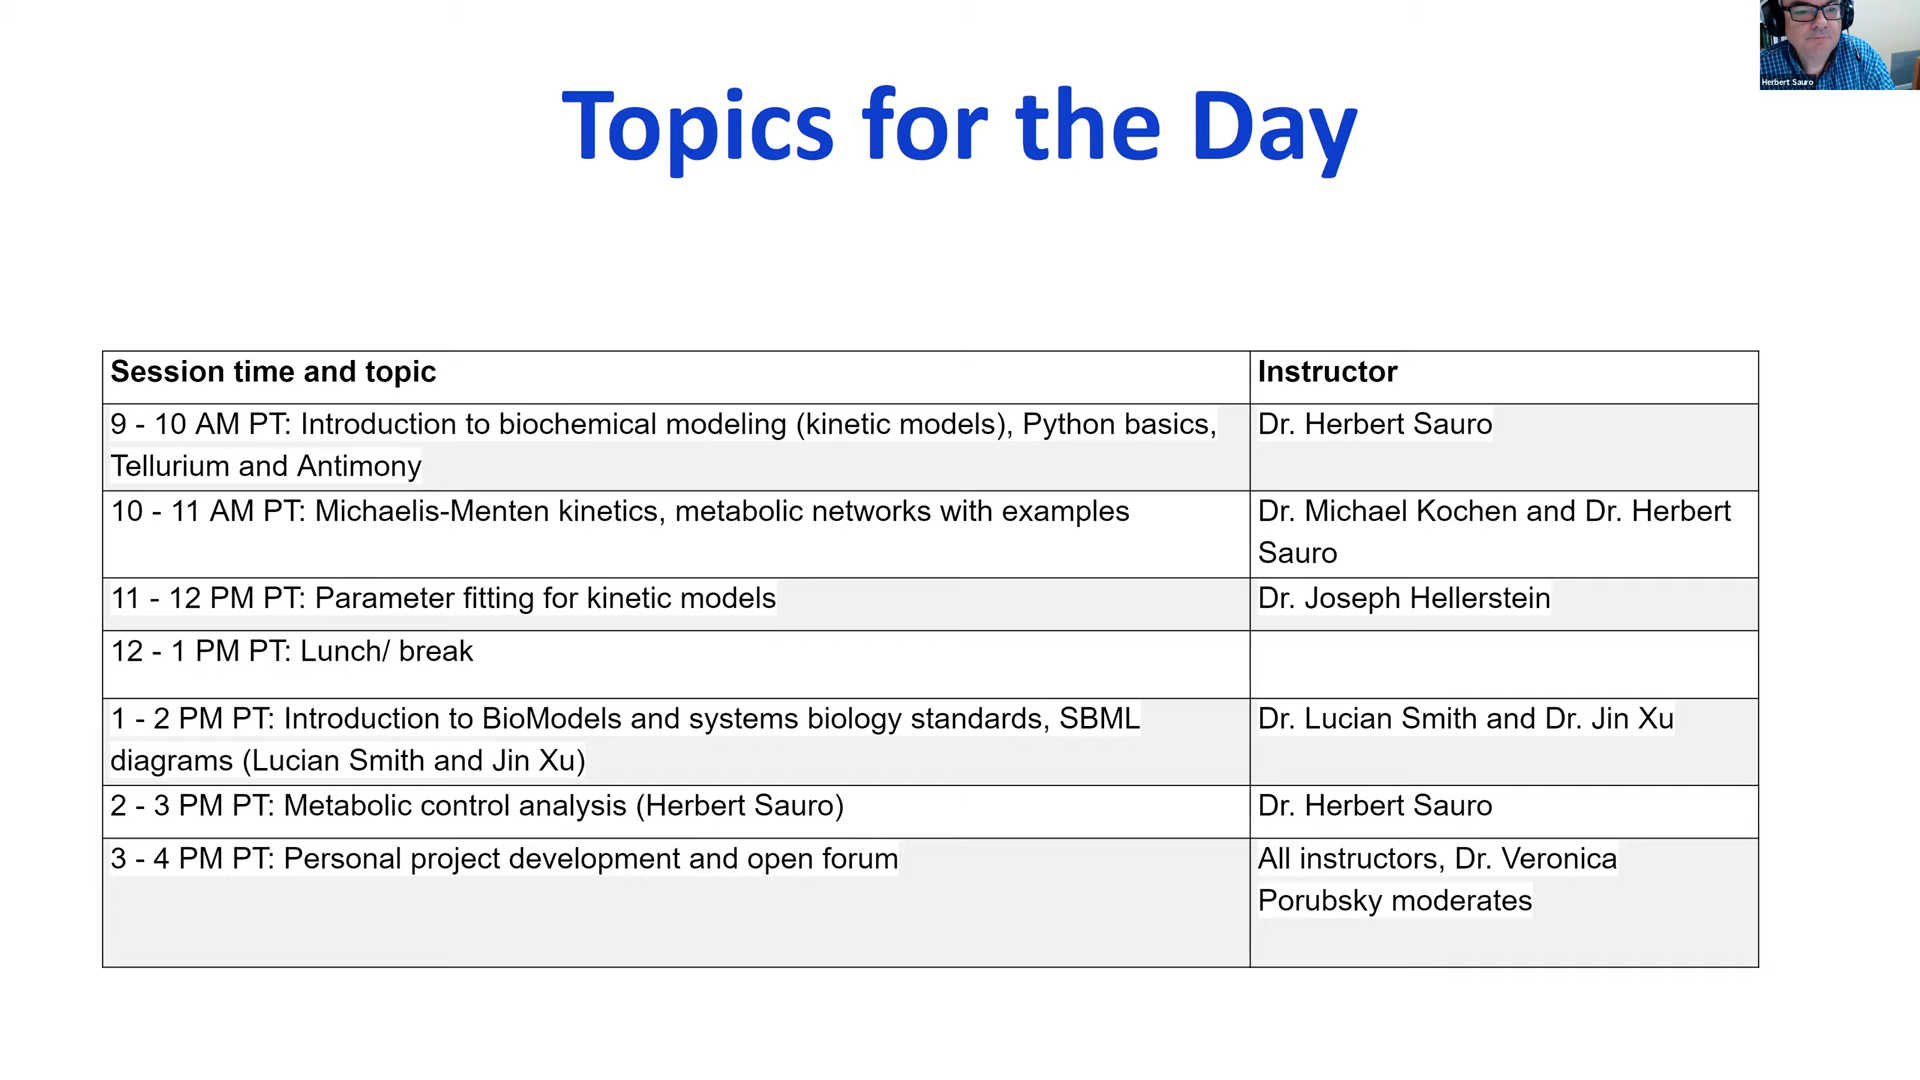 Herbert Sauro
Topics for the Day
Session time and topic
Instructor
9 - 10 AM PT: Introduction to biochemical modeling (kinetic models), Python basics,
Tellurium and Antimony
Dr. Herbert Sauro
10 - 11 AM PT: Michaelis-Menten kinetics, metabolic networks with examples
Dr. Michael Kochen and Dr. Herbert
Sauro
11 - 12 PM PT: Parameter fitting for kinetic models
Dr. Joseph Hellerstein
12 - 1 PM PT: Lunch/ break
1 - 2 PM PT: Introduction to BioModels and systems biology standards, SBML
diagrams (Lucian Smith and Jin Xu)
Dr. Lucian Smith and Dr. Jin Xu
2 - 3 PM PT: Metabolic control analysis (Herbert Sauro)
Dr. Herbert Sauro
3 - 4 PM PT: Personal project development and open forum
All instructors, Dr. Veronica
Porubsky moderates